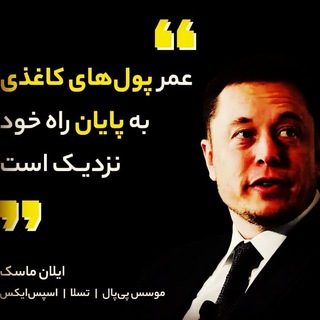 عمر پول‌های کاغذی
به پایان راه خود
نزدیک است
ایلان ماسک
موسس پی‌پال | تسلا | اسپیس‌ایکس